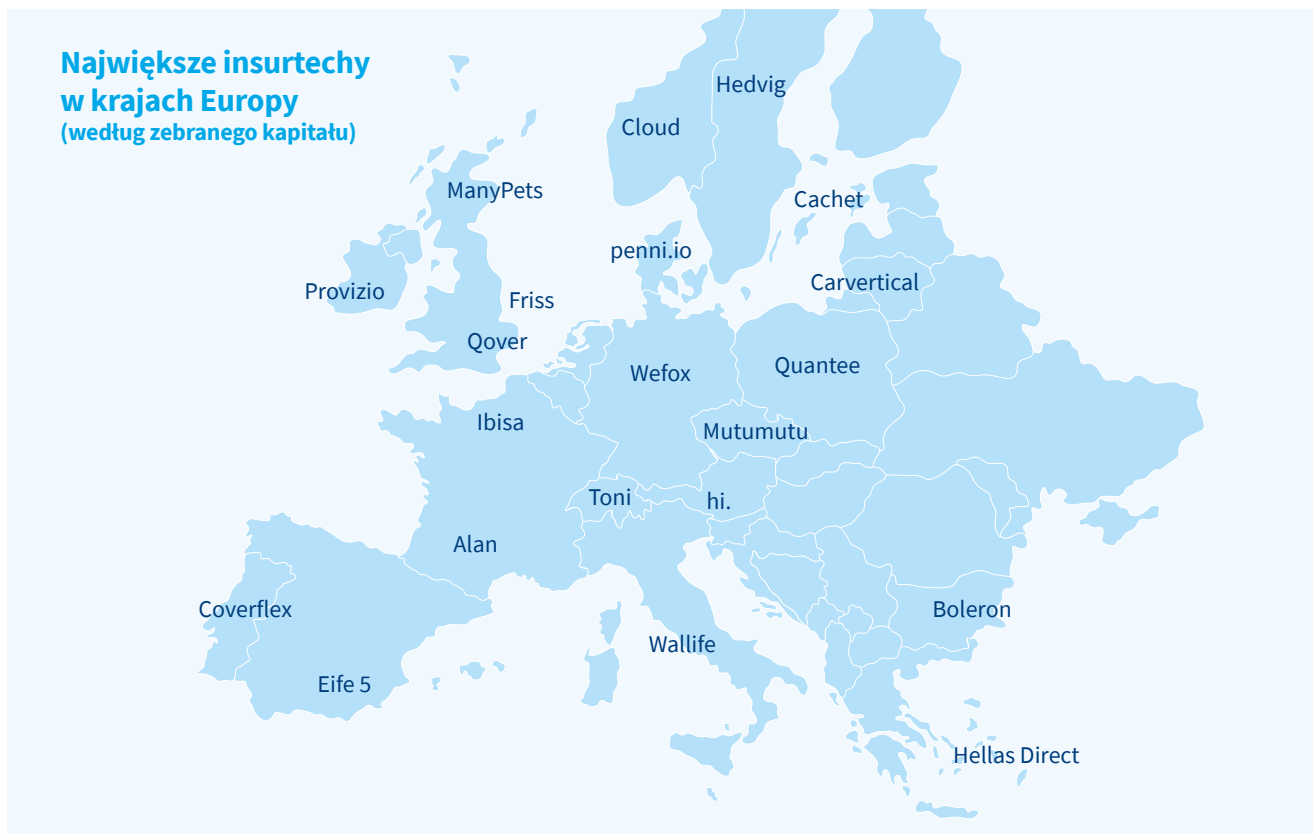 Największe insurtechy
w krajach Europy
(według zebranego kapitału)
Hedvig
Cloud
ManyPets
Cachet
penni.io
Carvertical
Provizio
Friss
Qover
Quantee
Wefox
Ibisa
Mutumutu
Toni
hi.
Alan
Coverflex
Boleron
Wallife
Eife 5
Hellas Direct